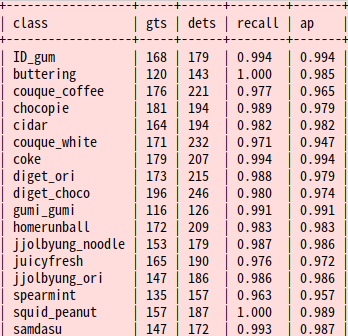 +------------------+-----+------+--------+-------+
| class            | gts | dets | recall | ap    |
+------------------+-----+------+--------+-------+
| ID_gum           | 168 | 179  | 0.994  | 0.994 |
| buttering        | 120 | 143  | 1.000  | 0.985 |
| couque_coffee    | 176 | 221  | 0.977  | 0.965 |
| chocopie         | 181 | 194  | 0.989  | 0.979 |
| cidar            | 164 | 194  | 0.982  | 0.982 |
| couque_white     | 171 | 232  | 0.971  | 0.947 |
| coke             | 179 | 207  | 0.994  | 0.994 |
| diget_ori        | 173 | 215  | 0.988  | 0.979 |
| diget_choco      | 196 | 246  | 0.980  | 0.974 |
| gumi_gumi        | 116 | 126  | 0.991  | 0.991 |
| homerunball      | 172 | 209  | 0.983  | 0.983 |
| jjolbyung_noodle | 153 | 179  | 0.987  | 0.986 |
| juicyfresh       | 165 | 190  | 0.976  | 0.972 |
| jjolbyung_ori    | 147 | 186  | 0.986  | 0.986 |
| spearmint        | 135 | 157  | 0.963  | 0.957 |
| squid_peanut     | 157 | 187  | 1.000  | 0.989 |
| samdasu          | 147 | 172  | 0.993  | 0.987 |